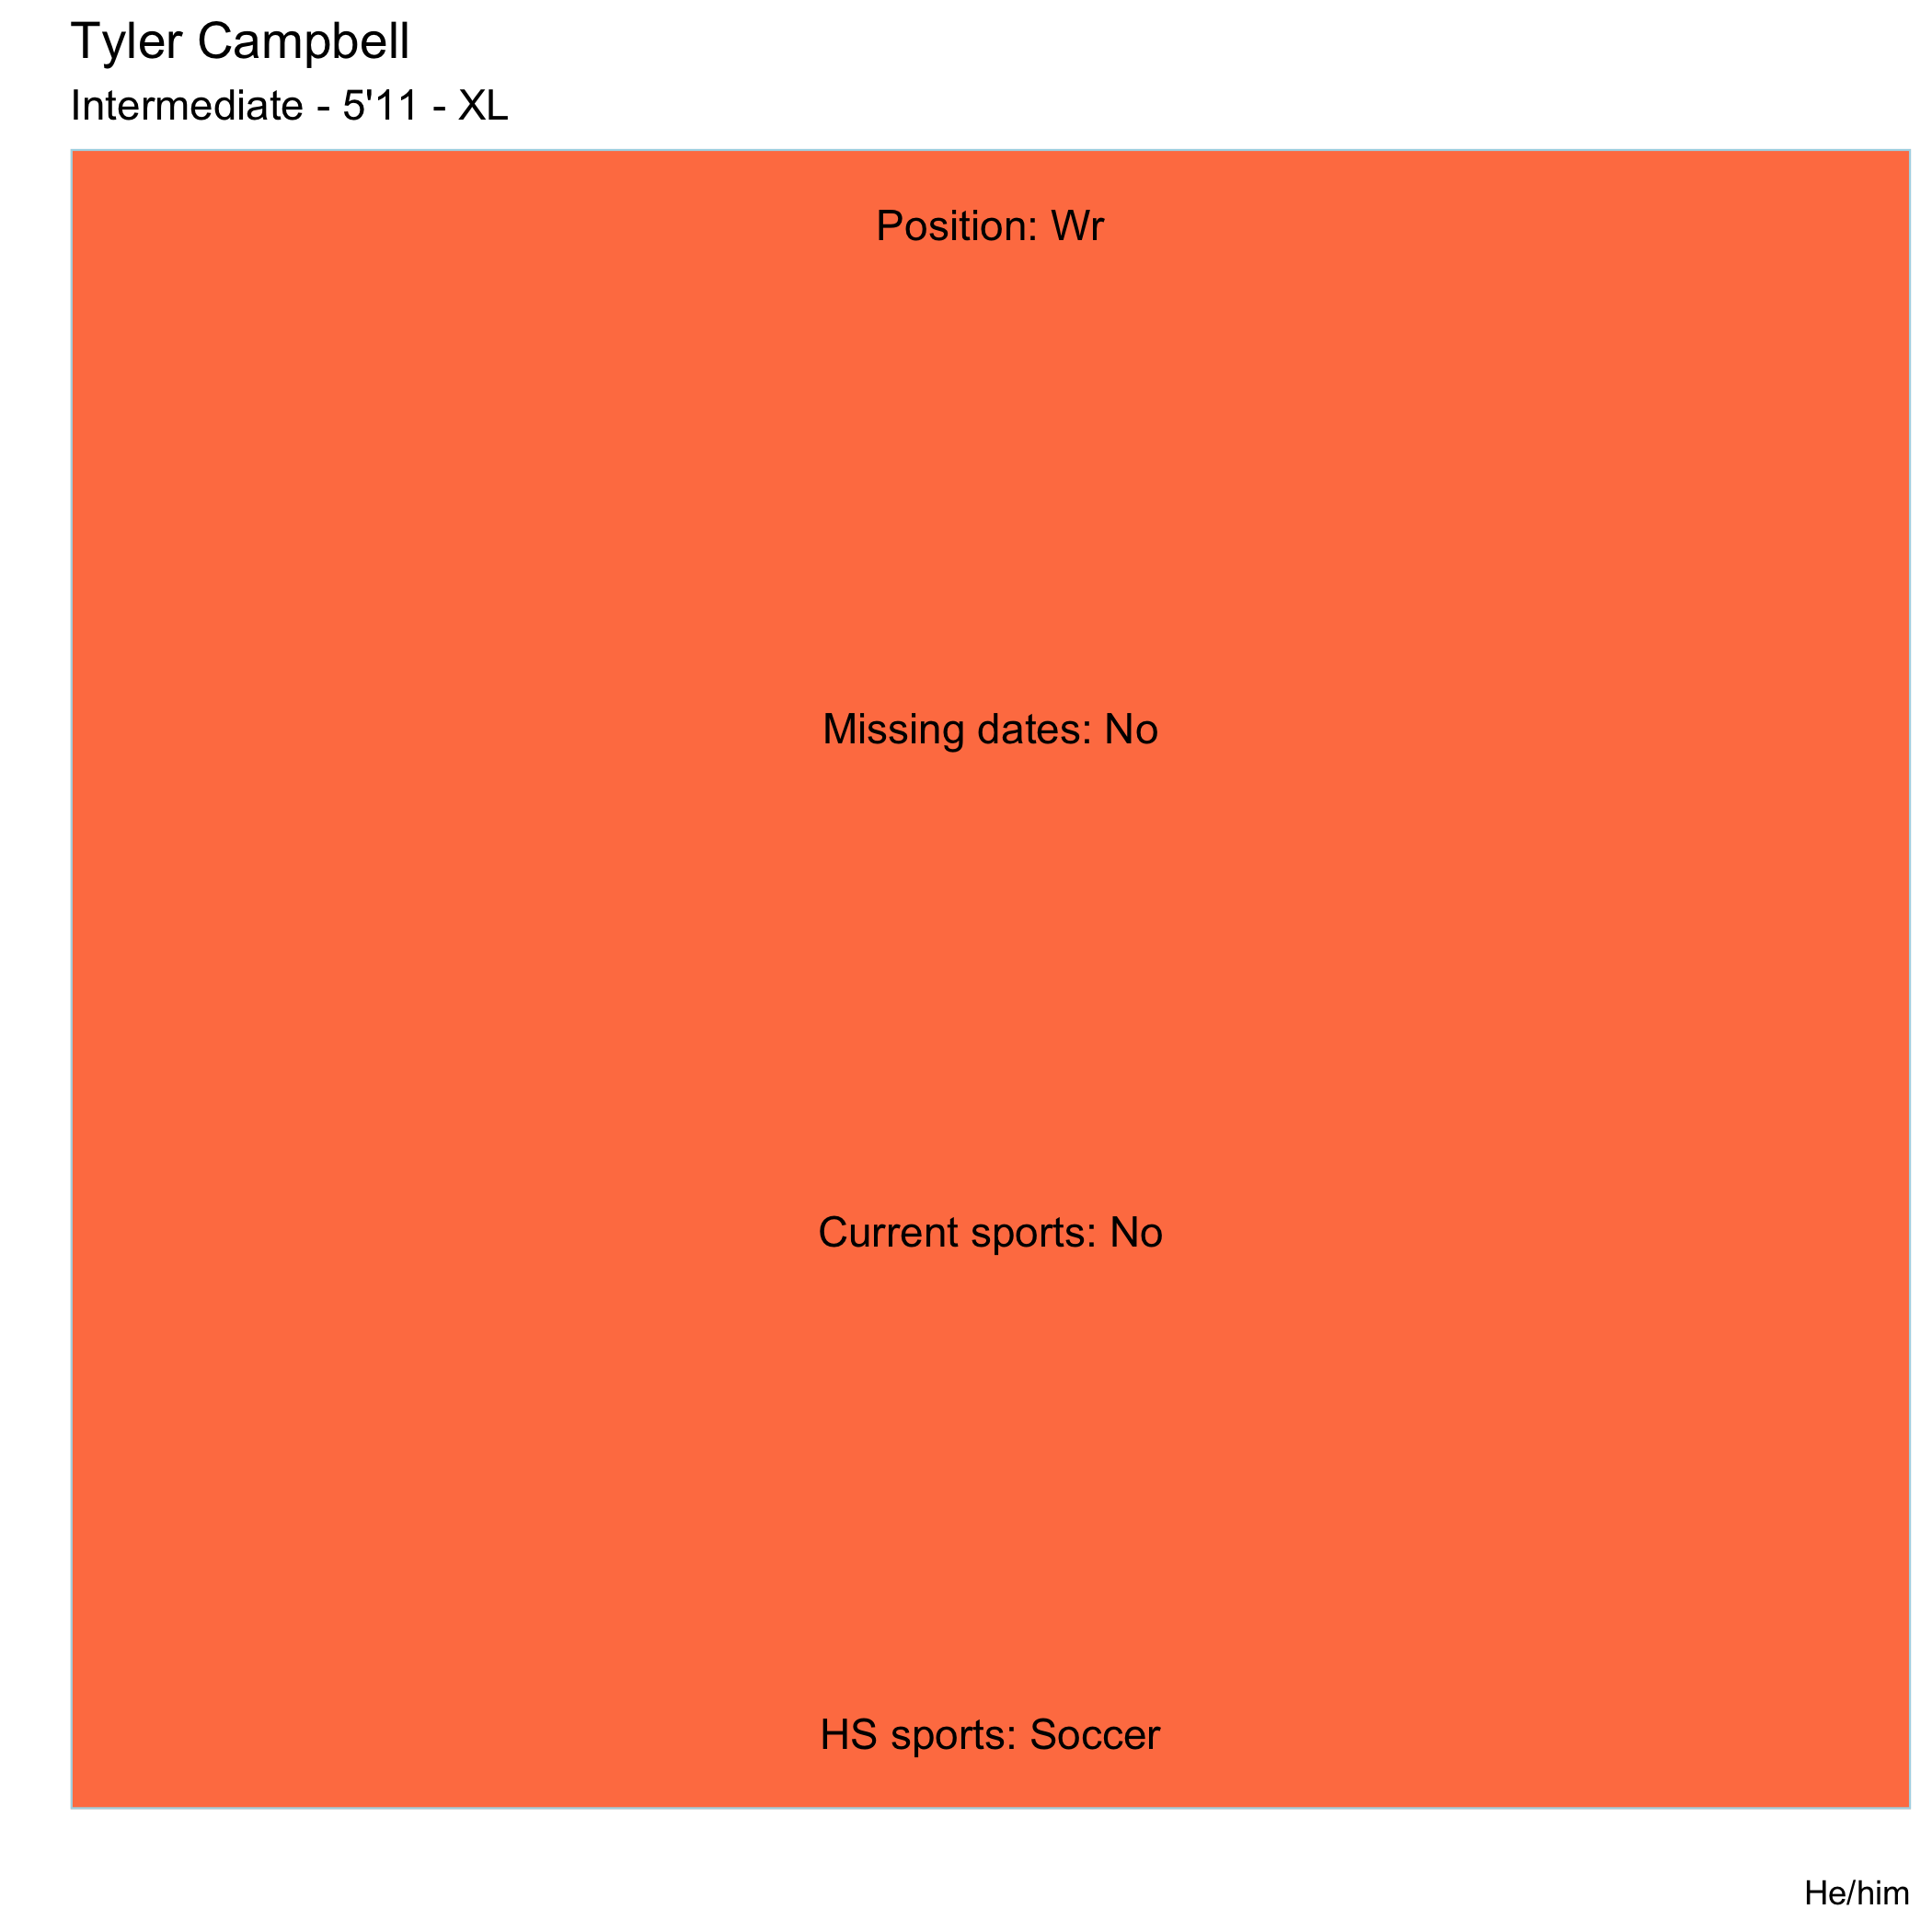 Tyler Campbell
Intermediate - 5'11 - XL
Position: Wr
Missing dates: No
Current sports: No
HS sports: Soccer
He/him